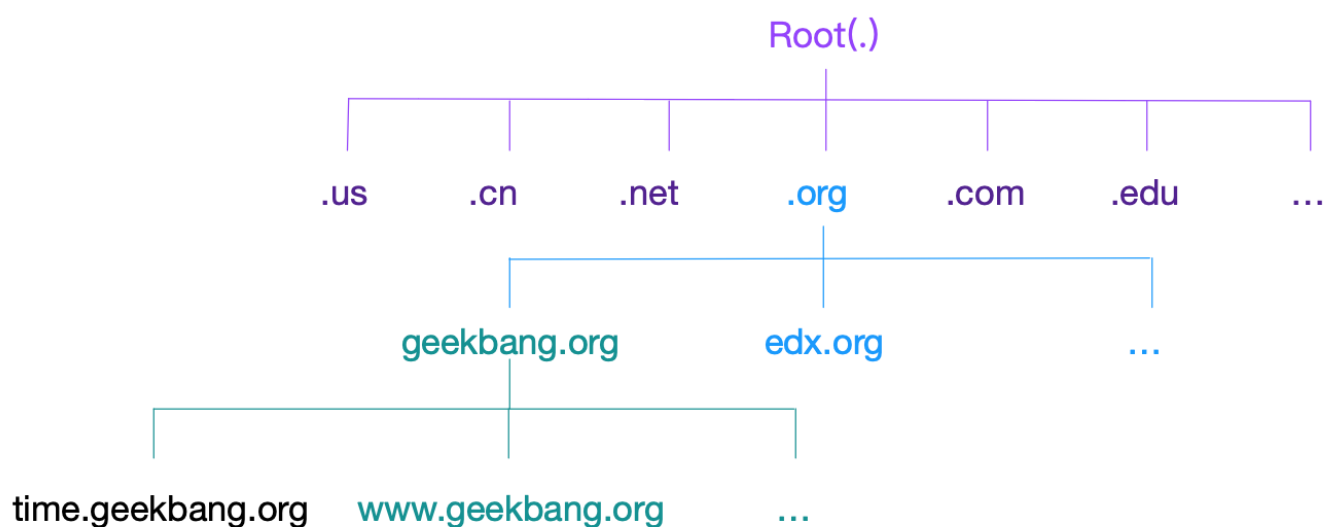 Root(.)
.us .cn .net .org .com .edu ...
geekbang.org edx.org ...
time.geekbang.org www.geekbang.org ...